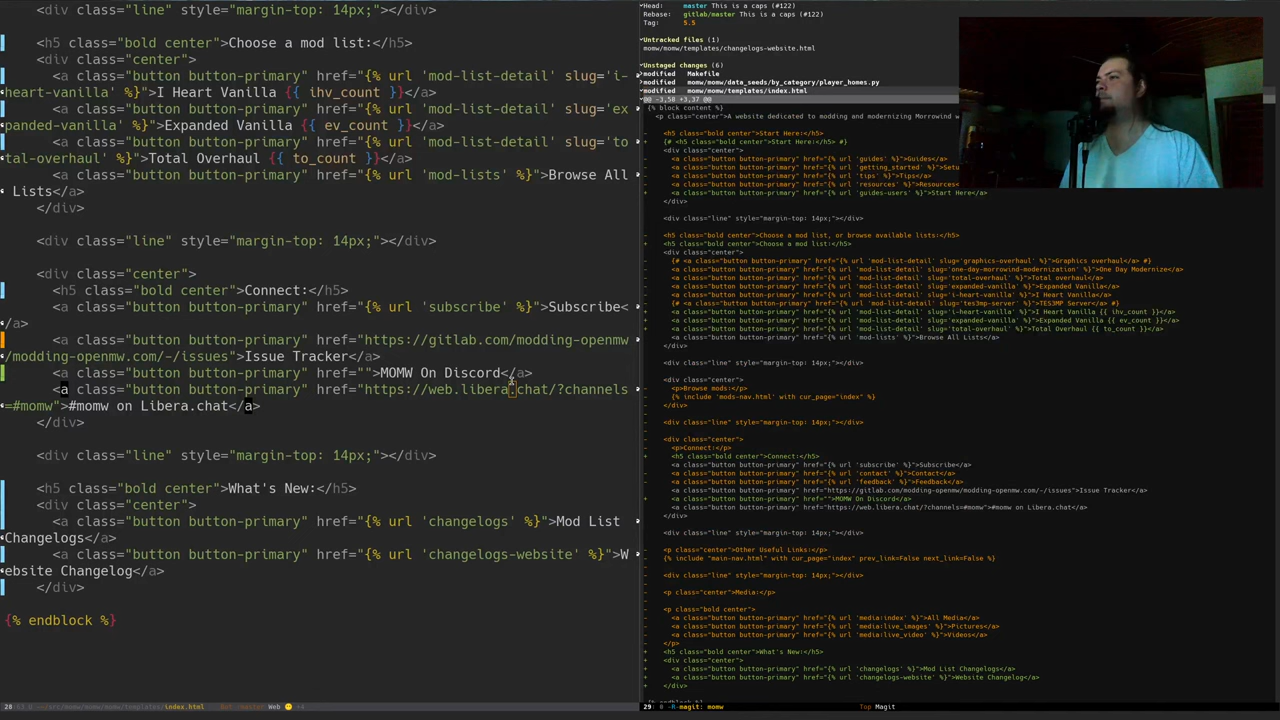 <div class="line" style="margin-top: 14px;"></div>
<h5 class="bold center">Choose a mod list:</h5>
<div class="center">
<a class="button button-primary" href="{% url 'mod-list-detail' slug='i-
heart-vanilla' %}">I Heart Vanilla {{ ihv_count }}</a>
<a class="button button-primary" href="{% url 'mod-list-detail' slug='ex
panded-vanilla' %}">Expanded Vanilla {{ ev_count }}</a>
<a class="button button-primary" href="{% url 'mod-list-detail' slug='to
tal-overhaul' %}">Total Overhaul {{ to_count }}</a>
<a class="button button-primary" href="{% url 'mod-lists' %}">Browse All
Lists</a>
</div>
<div class="line" style="margin-top: 14px;"></div>
<div class="center">
<h5 class="bold center">Connect:</h5>
<a class="button button-primary" href="{% url 'subscribe' %}">Subscribe<
/a>
<a class="button button-primary" href="https://gitlab.com/modding-openmw
/modding-openmw.com/-/issues">Issue Tracker</a>
<a class="button button-primary" href="">MOMW On Discord</a>
<a class="button button-primary" href="https://web.libera.chat/?channels
=#momw">#momw on Libera.chat</a>
</div>
<div class="line" style="margin-top: 14px;"></div>
<h5 class="bold center">What's New:</h5>
<div class="center">
<a class="button button-primary" href="{% url 'changelogs' %}">Mod List
Changelogs</a>
<a class="button button-primary" href="{% url 'changelogs-website' %}">W
ebsite Changelog</a>
</div>
{% endblock %}
index.html
Web
Head: master This is a caps (#122)
Rebase: gitlab/master This is a caps (#122)
Tag: 5.5
Untracked files (1)
momw/momw/templates/changelogs-website.html
Unstaged changes (6)
modified Makefile
modified momw/momw/data_seeds/by_category/player_homes.py
modified momw/momw/templates/index.html
@@ -3,58 +3,37 @@
{% block content %}
<p class="center">A website dedicated to modding and modernizing Morrowind w
- <h5 class="bold center">Start Here:</h5>
+ {# <h5 class="bold center">Start Here:</h5> #}
<div class="center">
- <a class="button button-primary" href="{% url 'guides' %}">Guides</a>
- <a class="button button-primary" href="{% url 'getting_started' %}">Setu
- <a class="button button-primary" href="{% url 'tips' %}">Tips</a>
- <a class="button button-primary" href="{% url 'resources' %}">Resources<
+ <a class="button button-primary" href="{% url 'guides-users' %}">Start Here</a>
</div>
<div class="line" style="margin-top: 14px;"></div>
- <h5 class="bold center">Choose a mod list, or browse available lists:</h5>
+ <h5 class="bold center">Choose a mod list:</h5>
<div class="center">
- {# <a class="button button-primary" href="{% url 'mod-list-detail' slug='graphics-overhaul' %}">Graphics overhaul</a> #}
- <a class="button button-primary" href="{% url 'mod-list-detail' slug='one-day-morrowind-modernization' %}">One Day Modernize</a>
- <a class="button button-primary" href="{% url 'mod-list-detail' slug='total-overhaul' %}">Total overhaul</a>
- <a class="button button-primary" href="{% url 'mod-list-detail' slug='expanded-vanilla' %}">Expanded Vanilla</a>
- <a class="button button-primary" href="{% url 'mod-list-detail' slug='i-heart-vanilla' %}">I Heart Vanilla</a>
- {# <a class="button button-primary" href="{% url 'mod-list-detail' slug='tes3mp-server' %}">TES3MP Server</a> #}
+ <a class="button button-primary" href="{% url 'mod-list-detail' slug='i-heart-vanilla' %}">I Heart Vanilla {{ ihv_count }}</a>
+ <a class="button button-primary" href="{% url 'mod-list-detail' slug='expanded-vanilla' %}">Expanded Vanilla {{ ev_count }}</a>
+ <a class="button button-primary" href="{% url 'mod-list-detail' slug='total-overhaul' %}">Total Overhaul {{ to_count }}</a>
+ <a class="button button-primary" href="{% url 'mod-lists' %}">Browse All Lists</a>
</div>
<div class="line" style="margin-top: 14px;"></div>
<div class="center">
- <p>Browse mods:</p>
- {% include 'mods-nav.html' with cur_page="index" %}
- </div>
- <div class="line" style="margin-top: 14px;"></div>
- <div class="center">
- <p>Connect:</p>
+ <h5 class="bold center">Connect:</h5>
<a class="button button-primary" href="{% url 'subscribe' %}">Subscribe</a>
- <a class="button button-primary" href="{% url 'contact' %}">Contact</a>
- <a class="button button-primary" href="{% url 'feedback' %}">Feedback</a>
<a class="button button-primary" href="https://gitlab.com/modding-openmw/modding-openmw.com/-/issues">Issue Tracker</a>
+ <a class="button button-primary" href="">MOMW On Discord</a>
<a class="button button-primary" href="https://web.libera.chat/?channels=#momw">#momw on Libera.chat</a>
</div>
<div class="line" style="margin-top: 14px;"></div>
- <p class="center">Other Useful Links:</p>
- {% include "main-nav.html" with cur_page="index" prev_link=False next_link=False %}
- <div class="line" style="margin-top: 14px;"></div>
- <p class="center">Media:</p>
- <p class="bold center">
- <a class="button button-primary" href="{% url 'media:index' %}">All Media</a>
- <a class="button button-primary" href="{% url 'media:live_images' %}">Pictures</a>
- <a class="button button-primary" href="{% url 'media:live_video' %}">Videos</a>
- </p>
+ <h5 class="bold center">What's New:</h5>
+ <div class="center">
+ <a class="button button-primary" href="{% url 'changelogs' %}">Mod List Changelogs</a>
+ <a class="button button-primary" href="{% url 'changelogs-website' %}">Website Changelog</a>
+ </div>
magit: momw
Top Magit